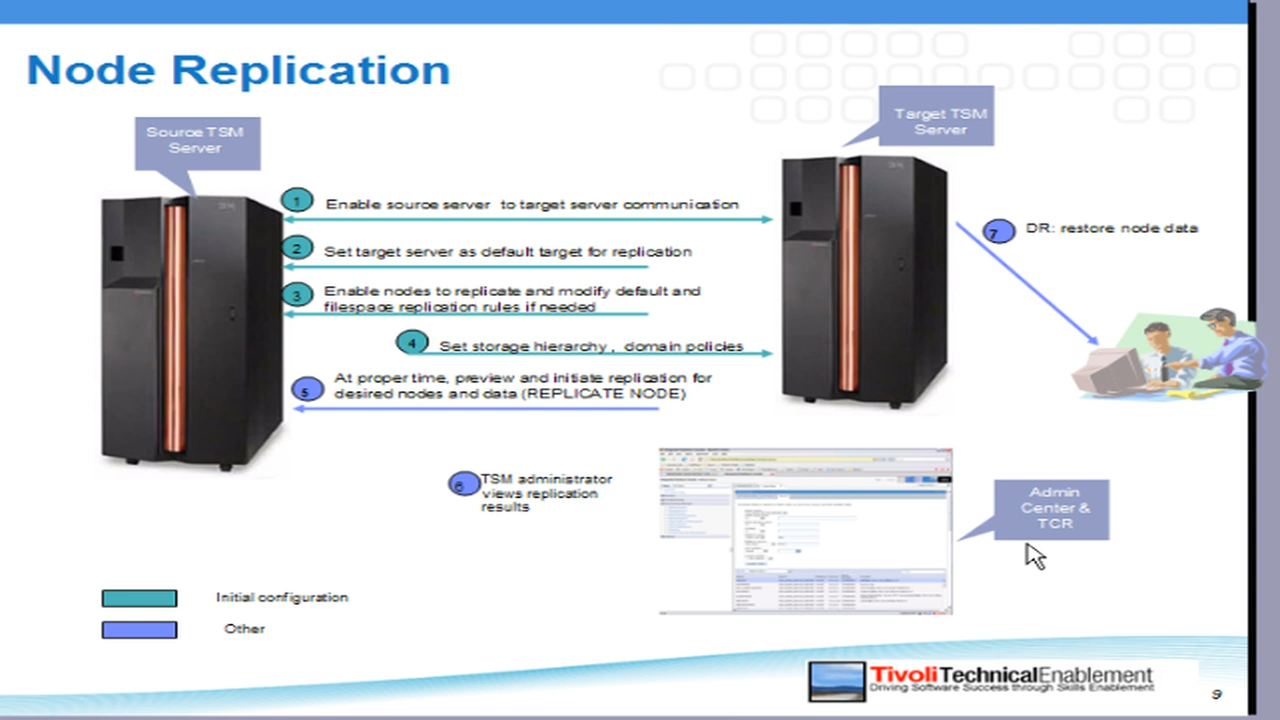 Node Replication
Source TSM
Server
Target TSM
Server
1
Enable source server to target server communication
2
Set target server as default target for replication
3
Enable nodes to replicate and modify default and
filespace replication rules if needed
4
Set storage hierarchy , domain policies
5
At proper time, preview and initiate replication for
desired nodes and data (REPLICATE NODE)
6
TSM administrator
views replication
results
7
DR: restore node data
Admin
Center &
TCR
Initial configuration
Other
TivoliTechnicalEnablement
Driving Software Success through Skills Enablement
9